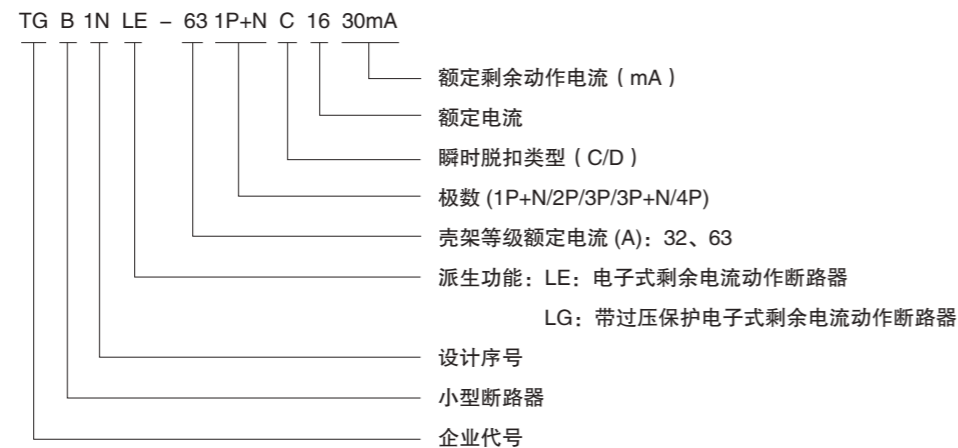 TG B 1N LE – 63 1P+N C 16 30mA
额定剩余动作电流（mA）
额定电流
瞬时脱扣类型（C/D）
极数 (1P+N/2P/3P/3P+N/4P)
壳架等级额定电流 (A)：32、63
派生功能：LE：电子式剩余电流动作断路器
LG：带过压保护电子式剩余电流动作断路器
设计序号
小型断路器
企业代号